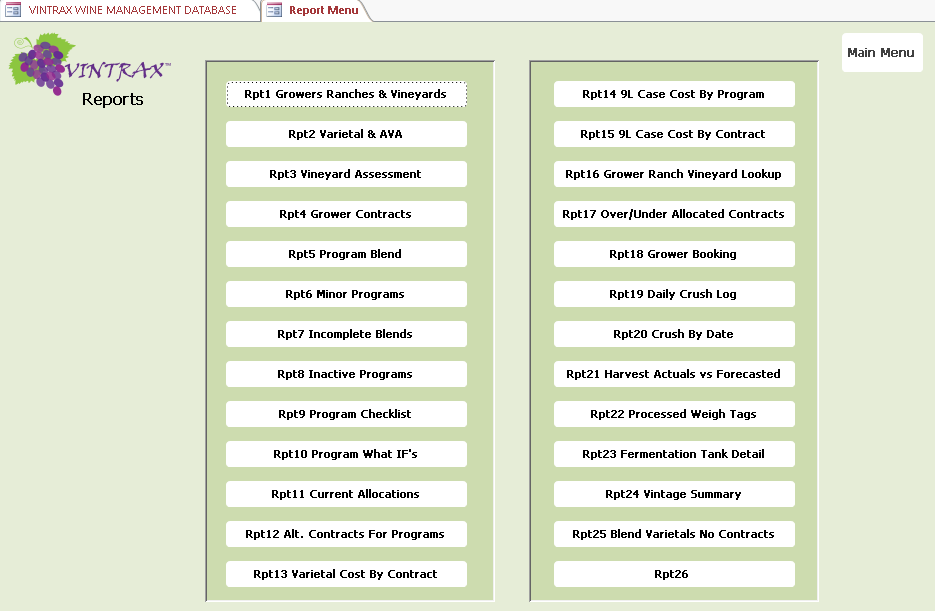 VINTRAX WINE MANAGEMENT DATABASE
Report Menu
VINTRAX™
Reports
Main Menu
Rpt1 Growers Ranches & Vineyards
Rpt2 Varietal & AVA
Rpt3 Vineyard Assessment
Rpt4 Grower Contracts
Rpt5 Program Blend
Rpt6 Minor Programs
Rpt7 Incomplete Blends
Rpt8 Inactive Programs
Rpt9 Program Checklist
Rpt10 Program What IF's
Rpt11 Current Allocations
Rpt12 Alt. Contracts For Programs
Rpt13 Varietal Cost By Contract
Rpt14 9L Case Cost By Program
Rpt15 9L Case Cost By Contract
Rpt16 Grower Ranch Vineyard Lookup
Rpt17 Over/Under Allocated Contracts
Rpt18 Grower Booking
Rpt19 Daily Crush Log
Rpt20 Crush By Date
Rpt21 Harvest Actuals vs Forecasted
Rpt22 Processed Weigh Tags
Rpt23 Fermentation Tank Detail
Rpt24 Vintage Summary
Rpt25 Blend Varietals No Contracts
Rpt26